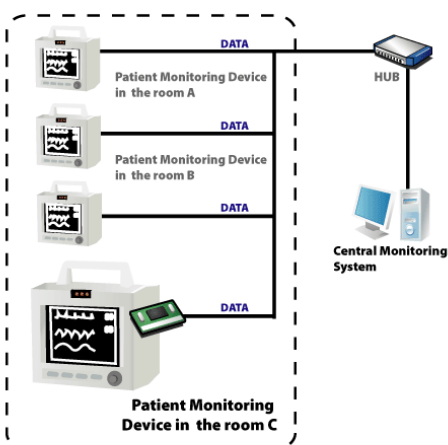 DATA
HUB
Patient Monitoring Device
in the room A
DATA
Patient Monitoring Device
in the room B
DATA
Central Monitoring
System
DATA
Patient Monitoring
Device in the room C